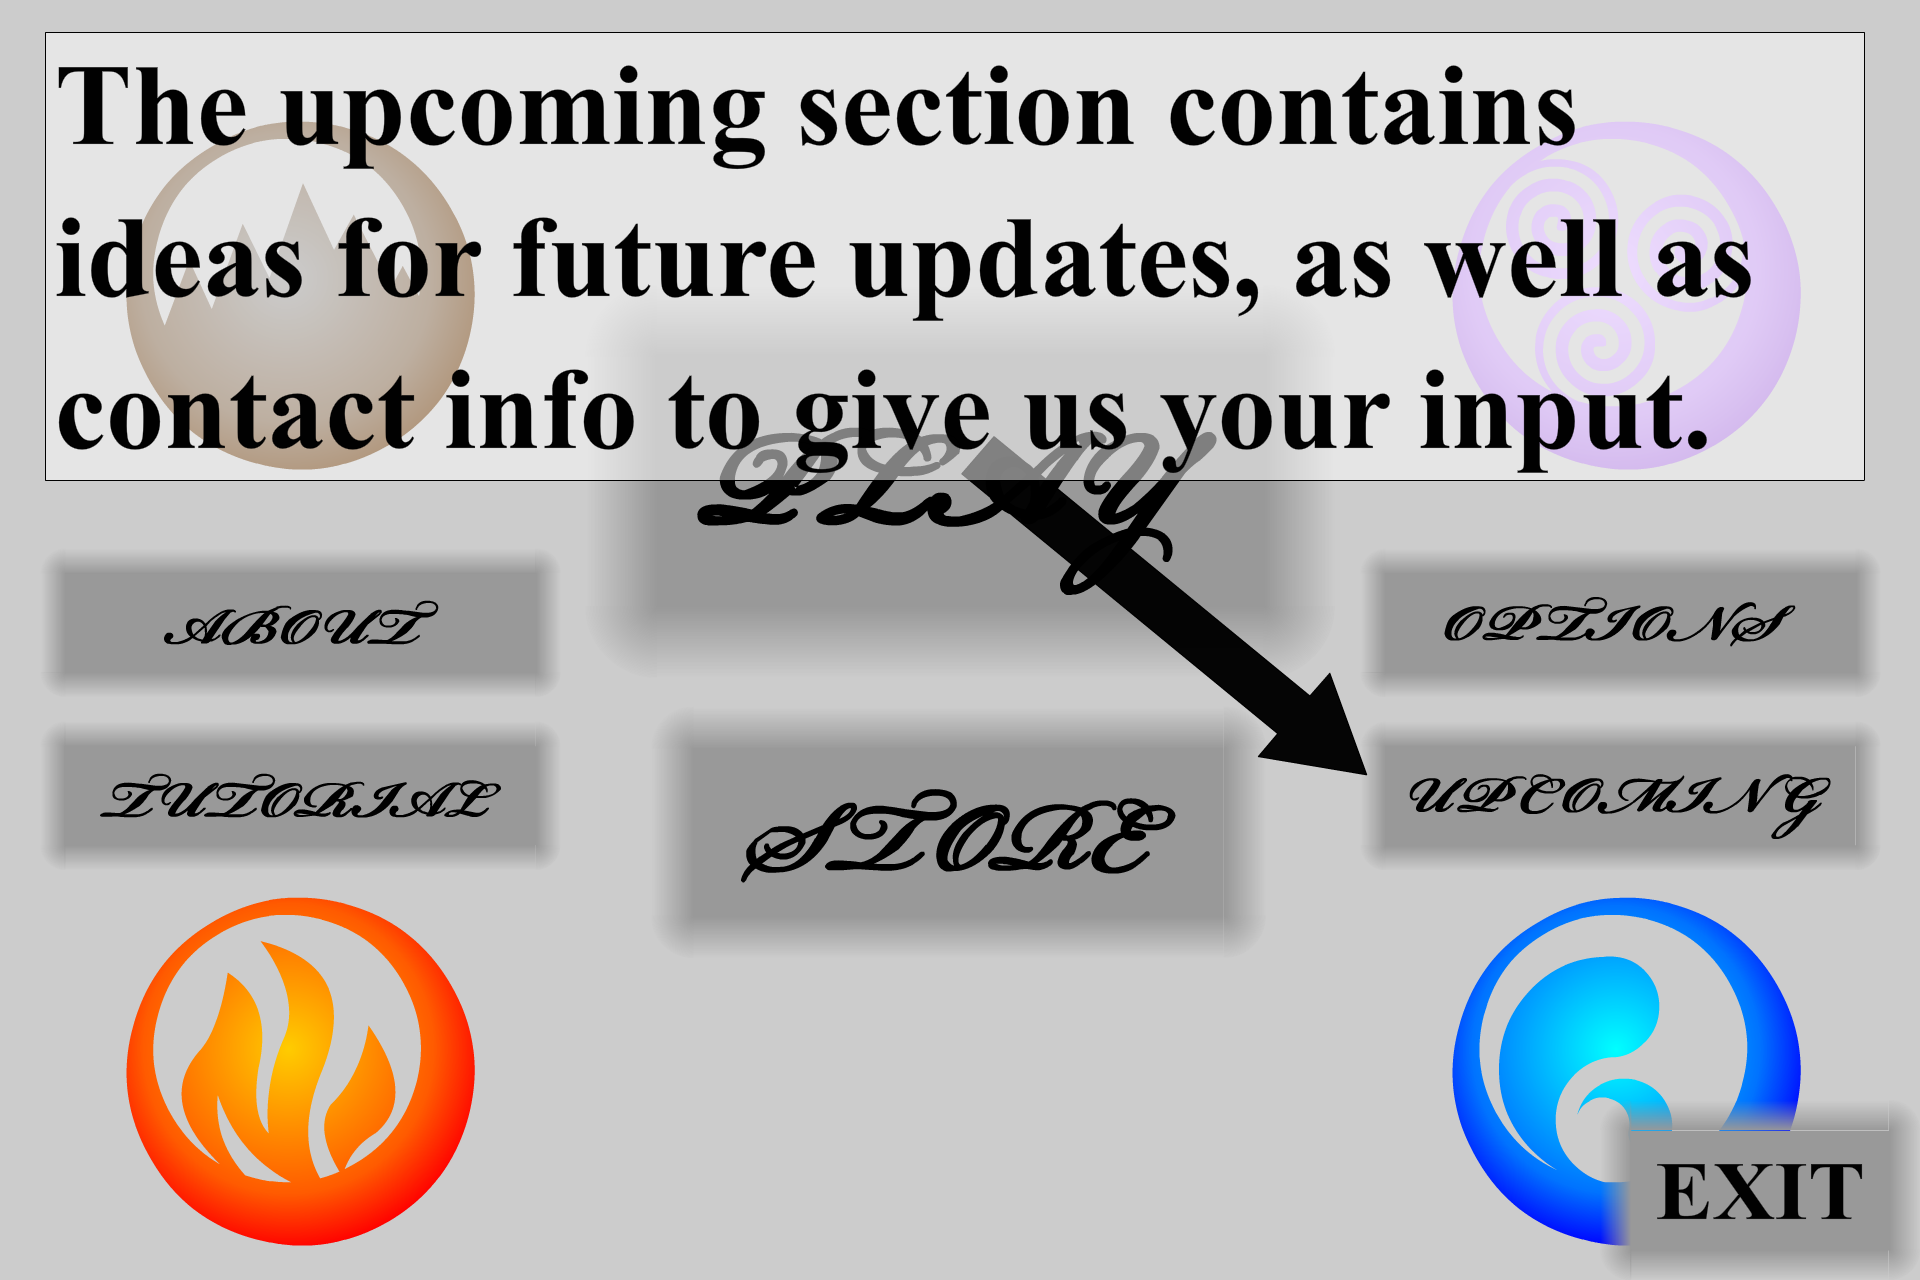 The upcoming section contains
ideas for future updates, as well as
contact info to give us your input.
PLAY
ABOUT
OPTIONS
TUTORIAL
STORE
UPCOMING
EXIT